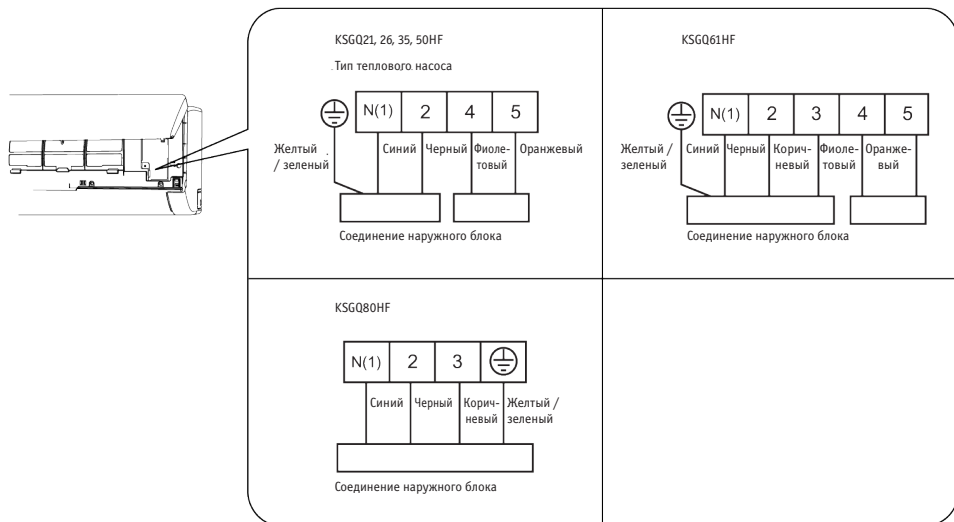 KSGQ21, 26, 35, 50HF
Тип теплового насоса
N(1) 2 4 5
Желтый / зеленый
Синий
Черный
Фиоле-
товый
Оранжевый
Соединение наружного блока
KSGQ61HF
N(1) 2 3 4 5
Желтый /
зеленый
Синий
Черный
Корич-
невый
Фиоле-
товый
Оранже-
вый
Соединение наружного блока
KSGQ80HF
N(1) 2 3
Синий
Черный
Корич-
невый
Желтый /
зеленый
Соединение наружного блока